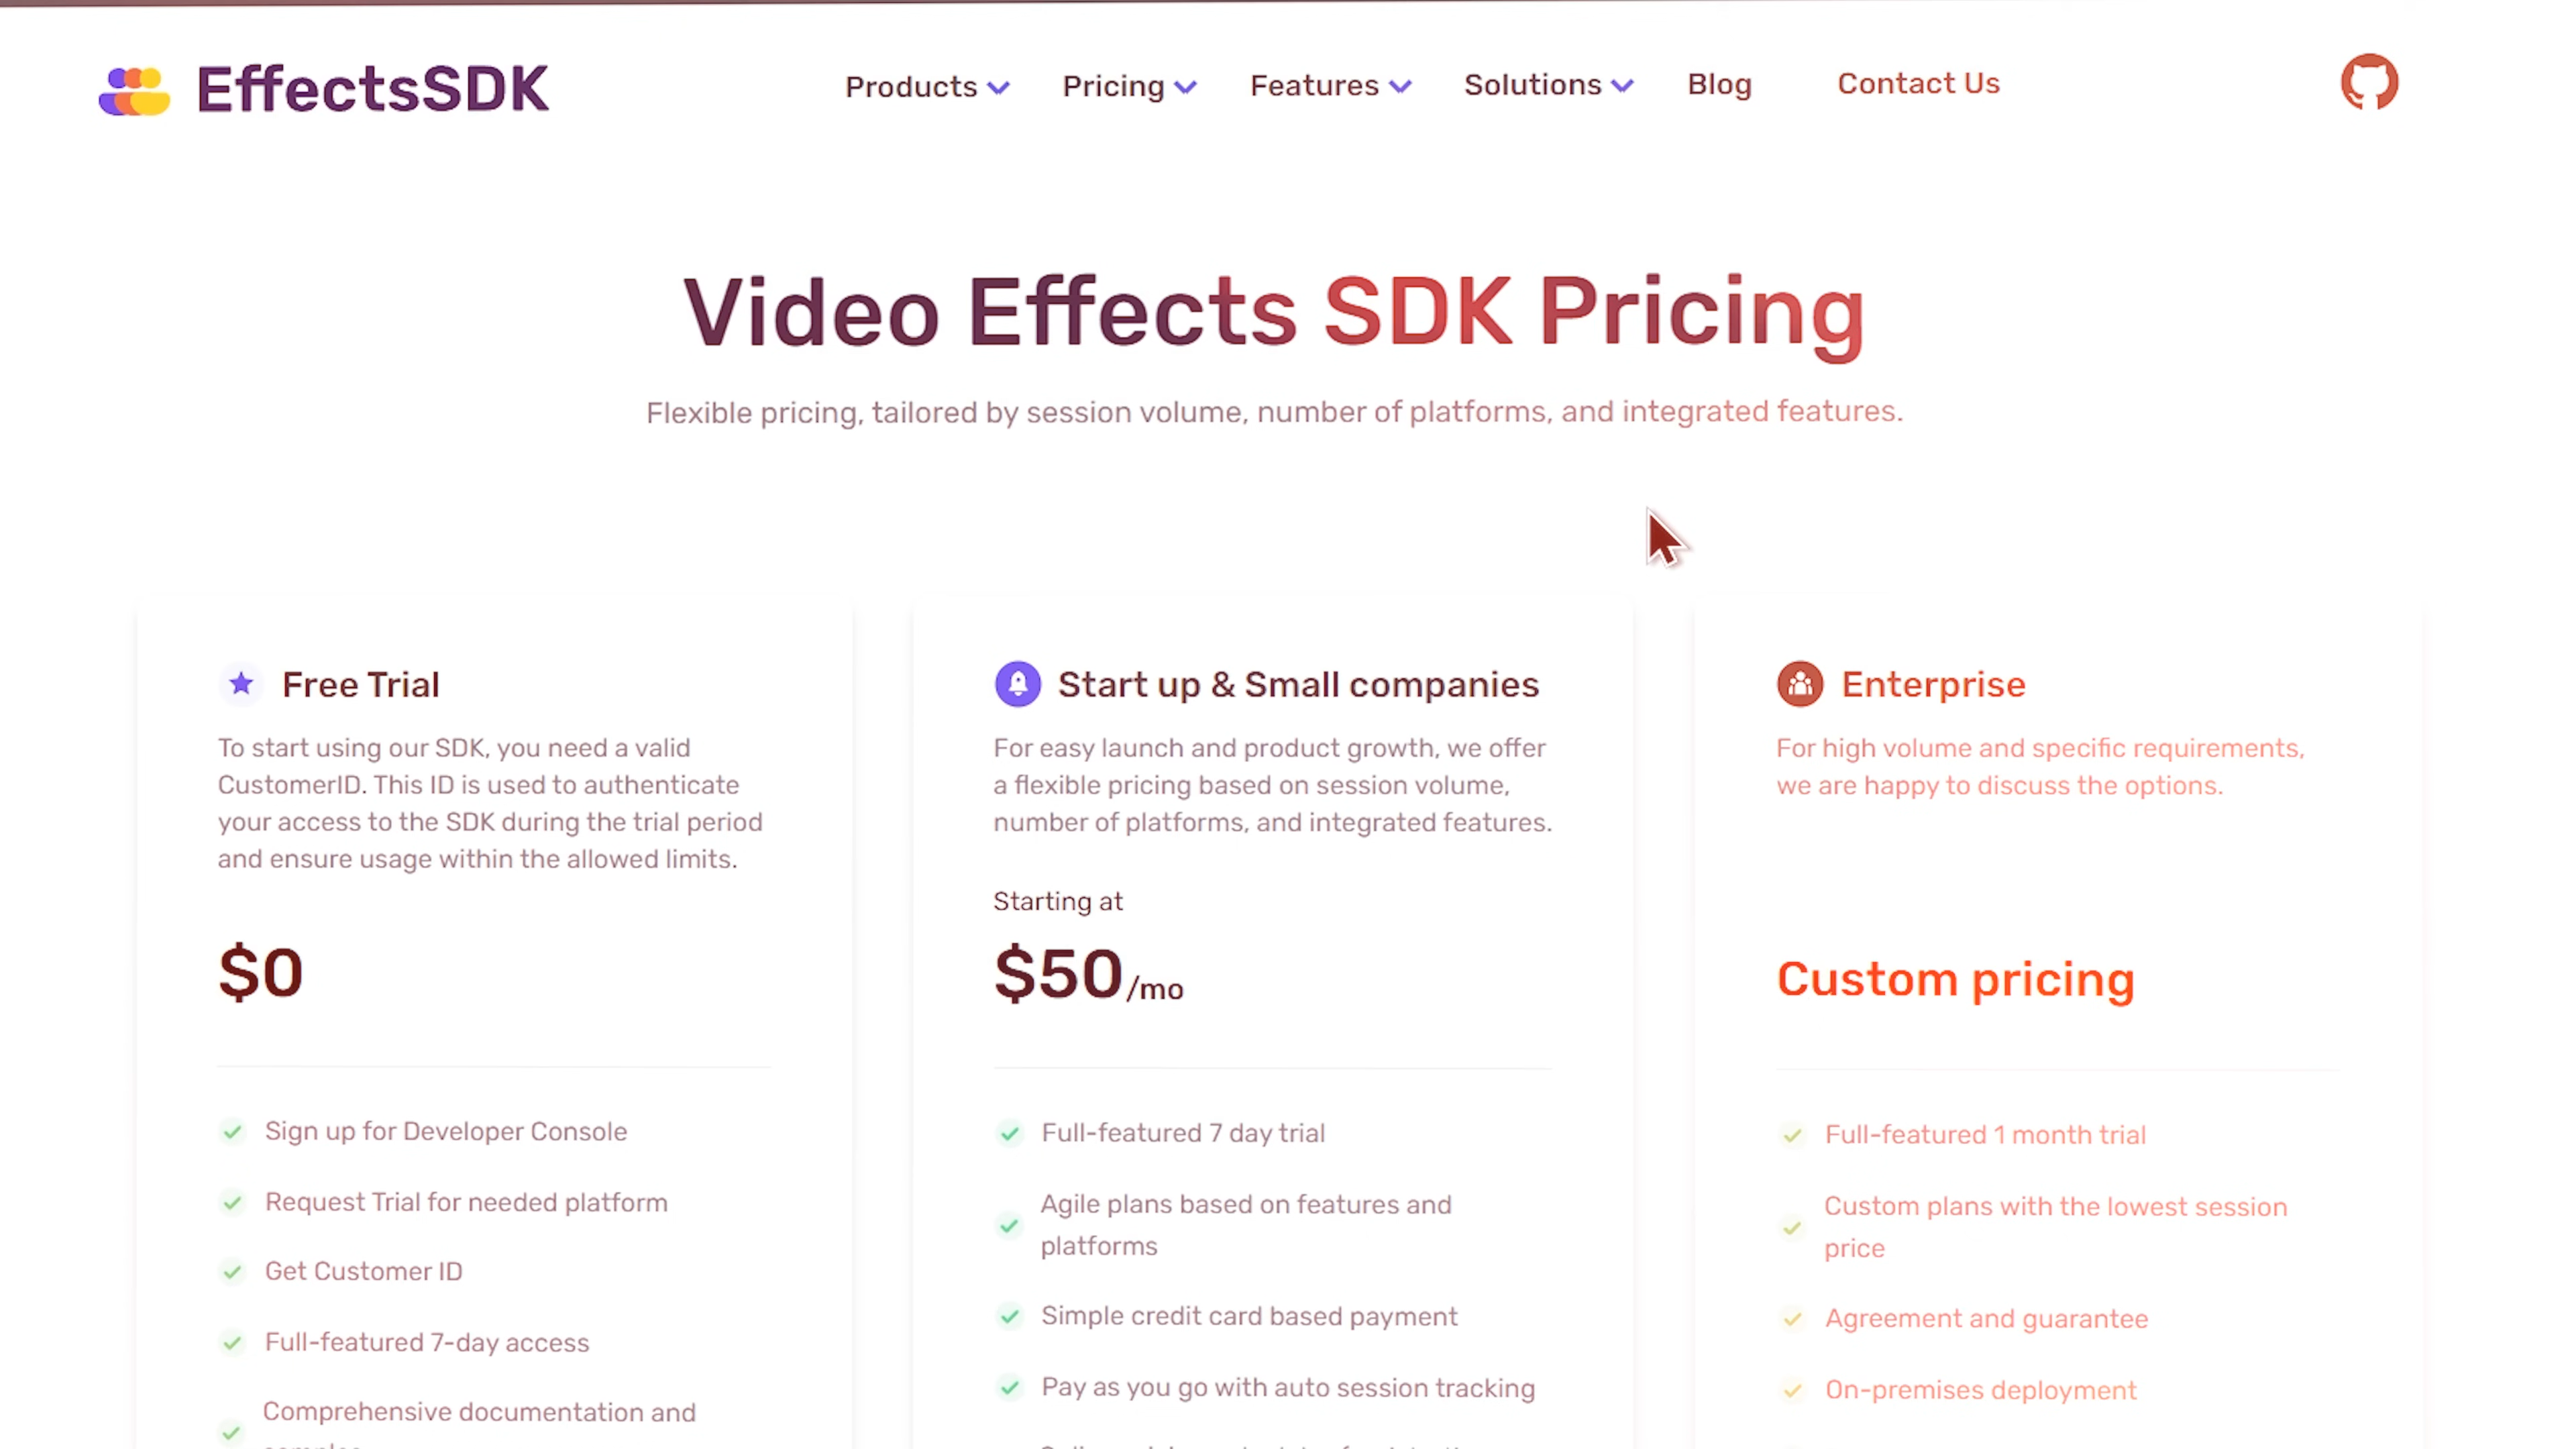 EffectsSDK
Products
Pricing
Features
Solutions
Blog
Contact Us
Video Effects SDK Pricing
Flexible pricing, tailored by session volume, number of platforms, and integrated features.
Free Trial
To start using our SDK, you need a valid
CustomerID. This ID is used to authenticate
your access to the SDK during the trial period
and ensure usage within the allowed limits.
$0
Sign up for Developer Console
Request Trial for needed platform
Get Customer ID
Full-featured 7-day access
Comprehensive documentation and
Start up & Small companies
For easy launch and product growth, we offer
a flexible pricing based on session volume,
number of platforms, and integrated features.
Starting at
$50/mo
Full-featured 7 day trial
Agile plans based on features and
platforms
Simple credit card based payment
Pay as you go with auto session tracking
Enterprise
For high volume and specific requirements,
we are happy to discuss the options.
Custom pricing
Full-featured 1 month trial
Custom plans with the lowest session
price
Agreement and guarantee
On-premises deployment